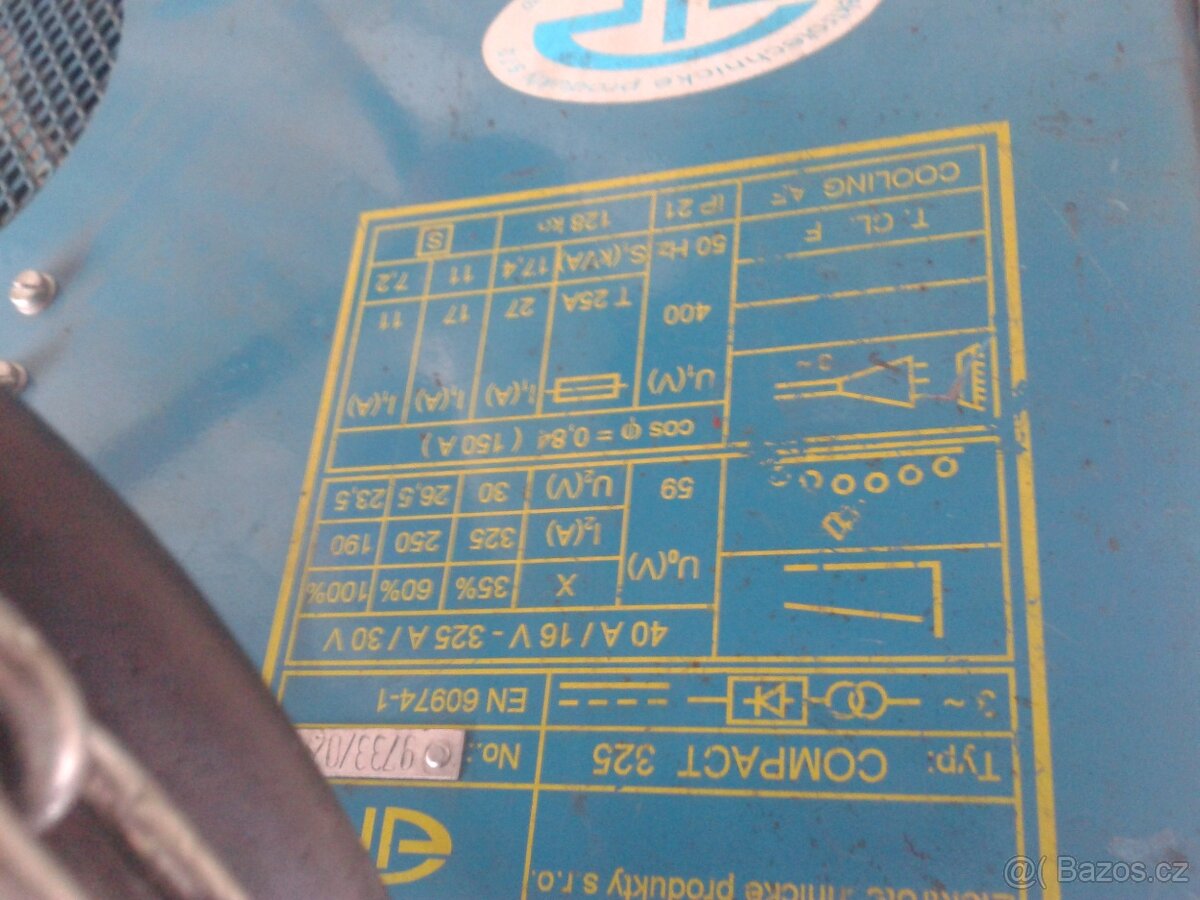 Elektrotechnické produkty s.r.o.
Typ: COMPACT 325 No.: 9733/02
3~ EN 60974-1
40 A / 16 V - 325 A / 30 V
U₀(V) X 35% 60% 100%
59 I₂(A) 325 250 190
U₂(V) 30 26,5 23,5
cos φ = 0,84 ( 150 A )
3~ U₁(V) I₁(A) I₁(A) I₁(A)
400 T 25A 27 17 11
50 Hz S₁(kVA) 17,4 11 7,2
T. CL. F
COOLING AF IP 21 128 kg S
@( Bazos.cz